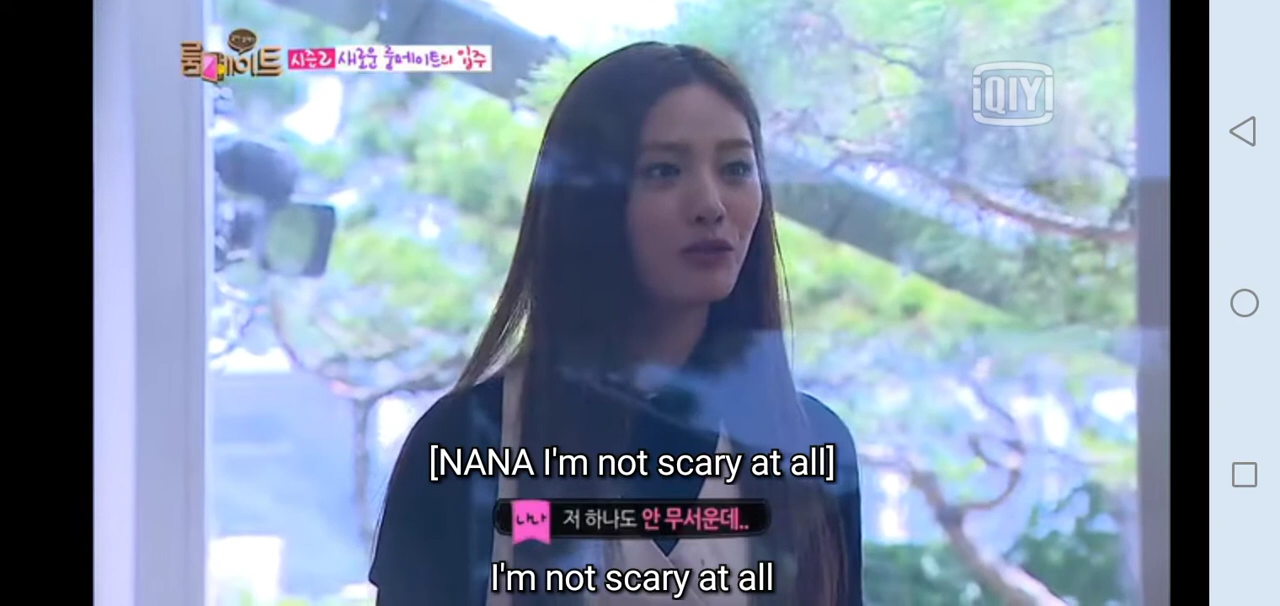 룸메이트
시즌2 새로운 룸메이트의 입주
iQIYI
[NANA I'm not scary at all]
나나 저 하나도 안 무서운데..
I'm not scary at all